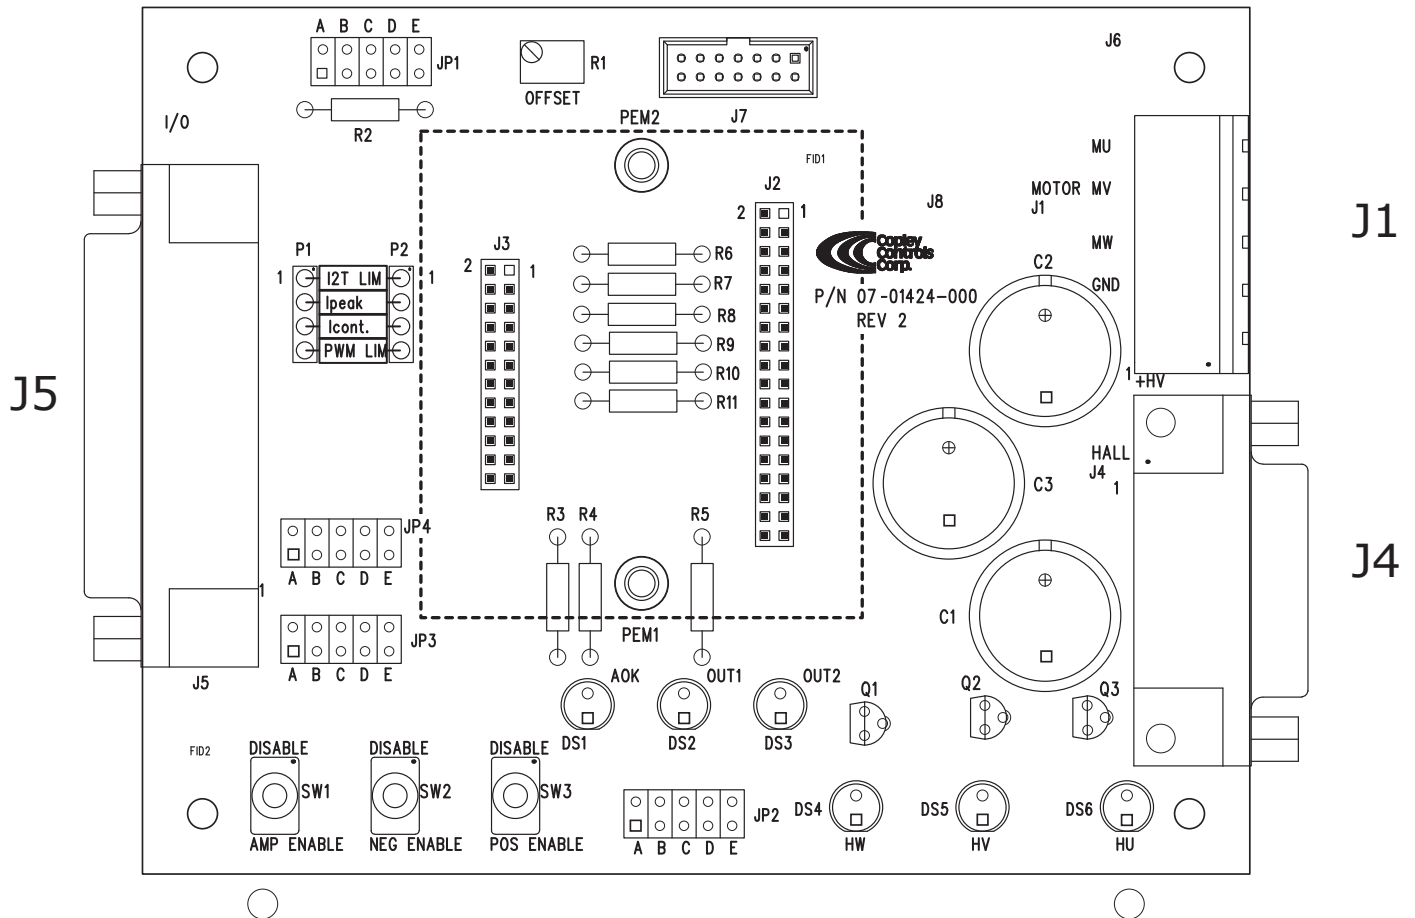 A B C D E
JP1
R1
OFFSET
J6
I/O
R2
PEM2
J7
FID1
MU
J2
2 1
J8
MOTOR MV
J1
J1
P1 P2
J3
2 1
R6
Copley
Controls
Corp.
MW
C2
1 I2T LIM 1
R7
GND
P/N 07-01424-000
REV 2
Ipeak
R8
Icont.
R9
PWM LIM
R10
1
+HV
J5
R11
HALL
J4
1
C3
R3 R4 R5
JP4
A B C D E
J4
1
C1
PEM1
JP3
A B C D E
J5
AOK OUT1 OUT2
Q1 Q2 Q3
DS1 DS2 DS3
FID2
DISABLE DISABLE DISABLE
SW1 SW2 SW3
JP2
DS4 DS5 DS6
AMP ENABLE NEG ENABLE POS ENABLE
A B C D E
HW HV HU